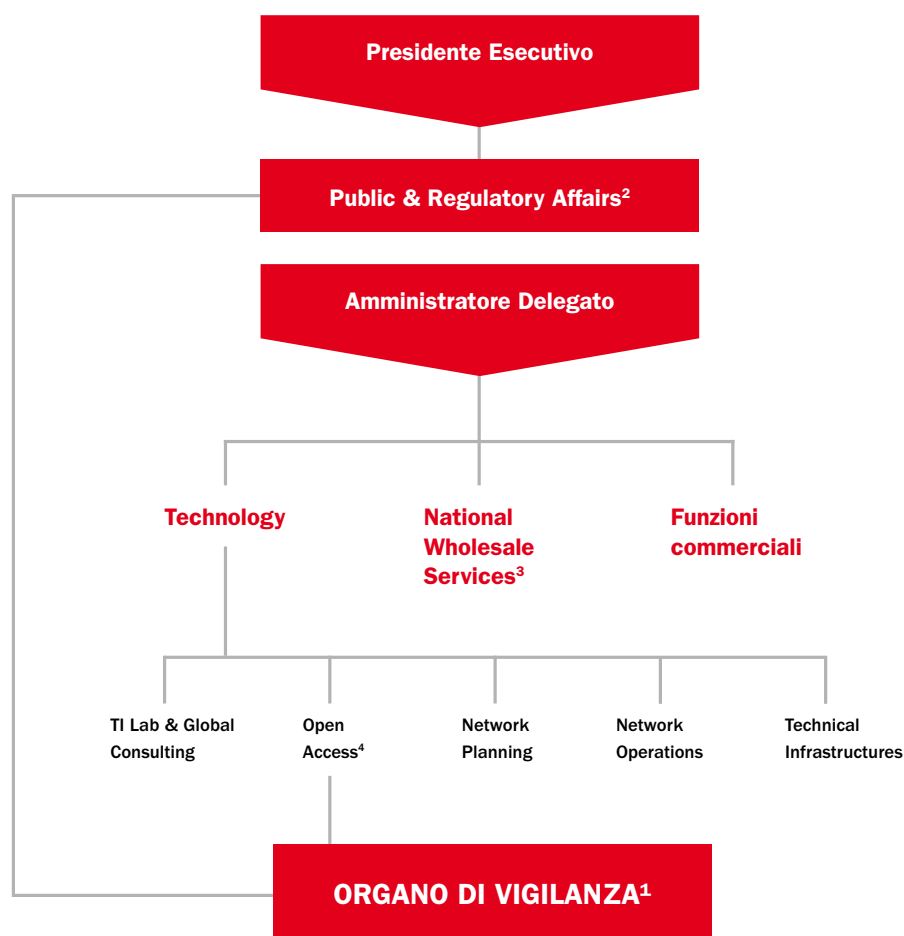 Presidente Esecutivo
Public & Regulatory Affairs²
Amministratore Delegato
Technology
National
Wholesale
Services³
Funzioni
commerciali
TI Lab & Global
Consulting
Open
Access⁴
Network
Planning
Network
Operations
Technical
Infrastructures
ORGANO DI VIGILANZA¹